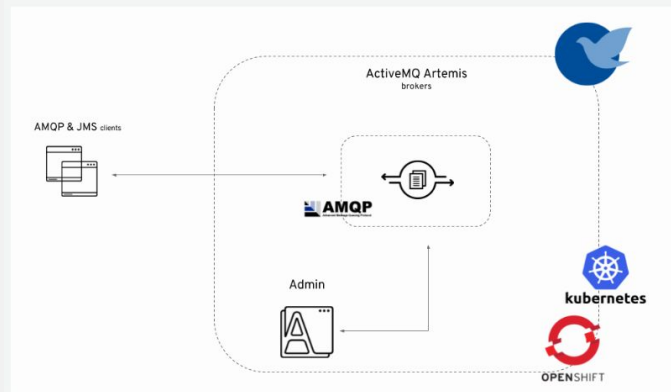 ActiveMQ Artemis
brokers
AMQP & JMS clients
AMQP
Admin
kubernetes
OPENSHIFT